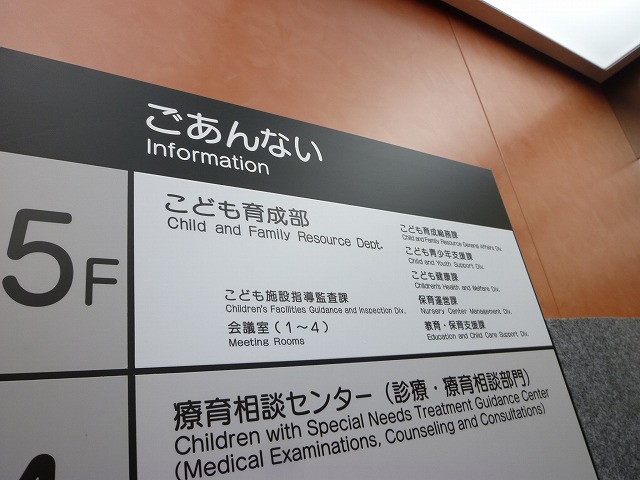 ごあんない
Information
5F
こども育成部
Child and Family Resource Dept.
こども育成総務課
Child and Family Resource General Affairs Div.
こども青少年支援課
Child and Youth Support Div.
こども健康課
Children's Health and Welfare Div.
こども施設指導監査課
Children's Facilities Guidance and Inspection Div.
保育運営課
Nursery Center Management Div.
会議室(1～4)
Meeting Rooms
教育・保育支援課
Education and Child Care Support Div.
療育相談センター(診療・療育相談部門)
Children with Special Needs Treatment Guidance Center
(Medical Examinations, Counseling and Consultations)